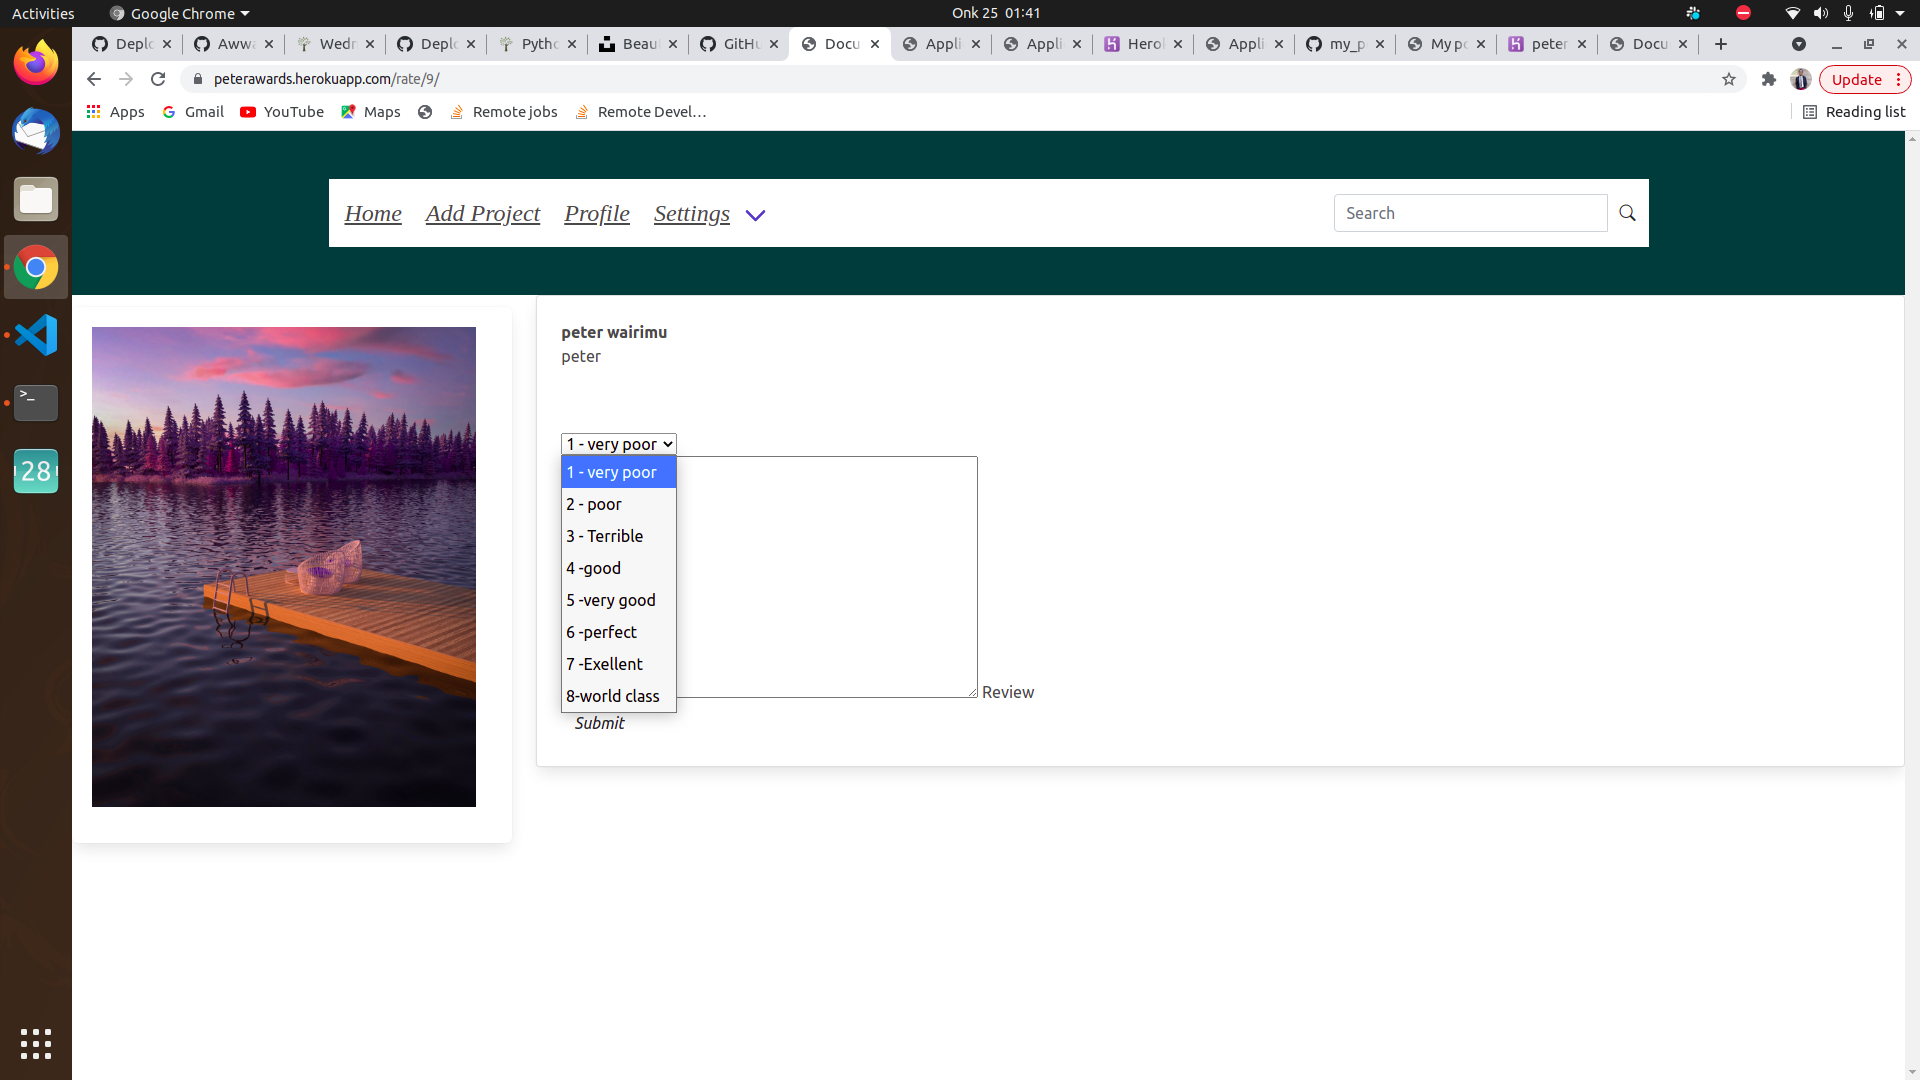 Activities
Google Chrome
Onk 25 01:41
Deplo
Awwa
Wedn
Deplo
Pytho
Beau
GitHu
Docu
Appli
Appli
Herol
Appli
my_p
My po
peter
Docu
peterawards.herokuapp.com/rate/9/
Update
Apps
Gmail
YouTube
Maps
Remote jobs
Remote Devel...
Reading list
Home
Add Project
Profile
Settings
Search
peter wairimu
peter
1 - very poor
1 - very poor
2 - poor
3 - Terrible
4 -good
5 -very good
6 -perfect
7 -Exellent
8-world class
Review
Submit
>_
28